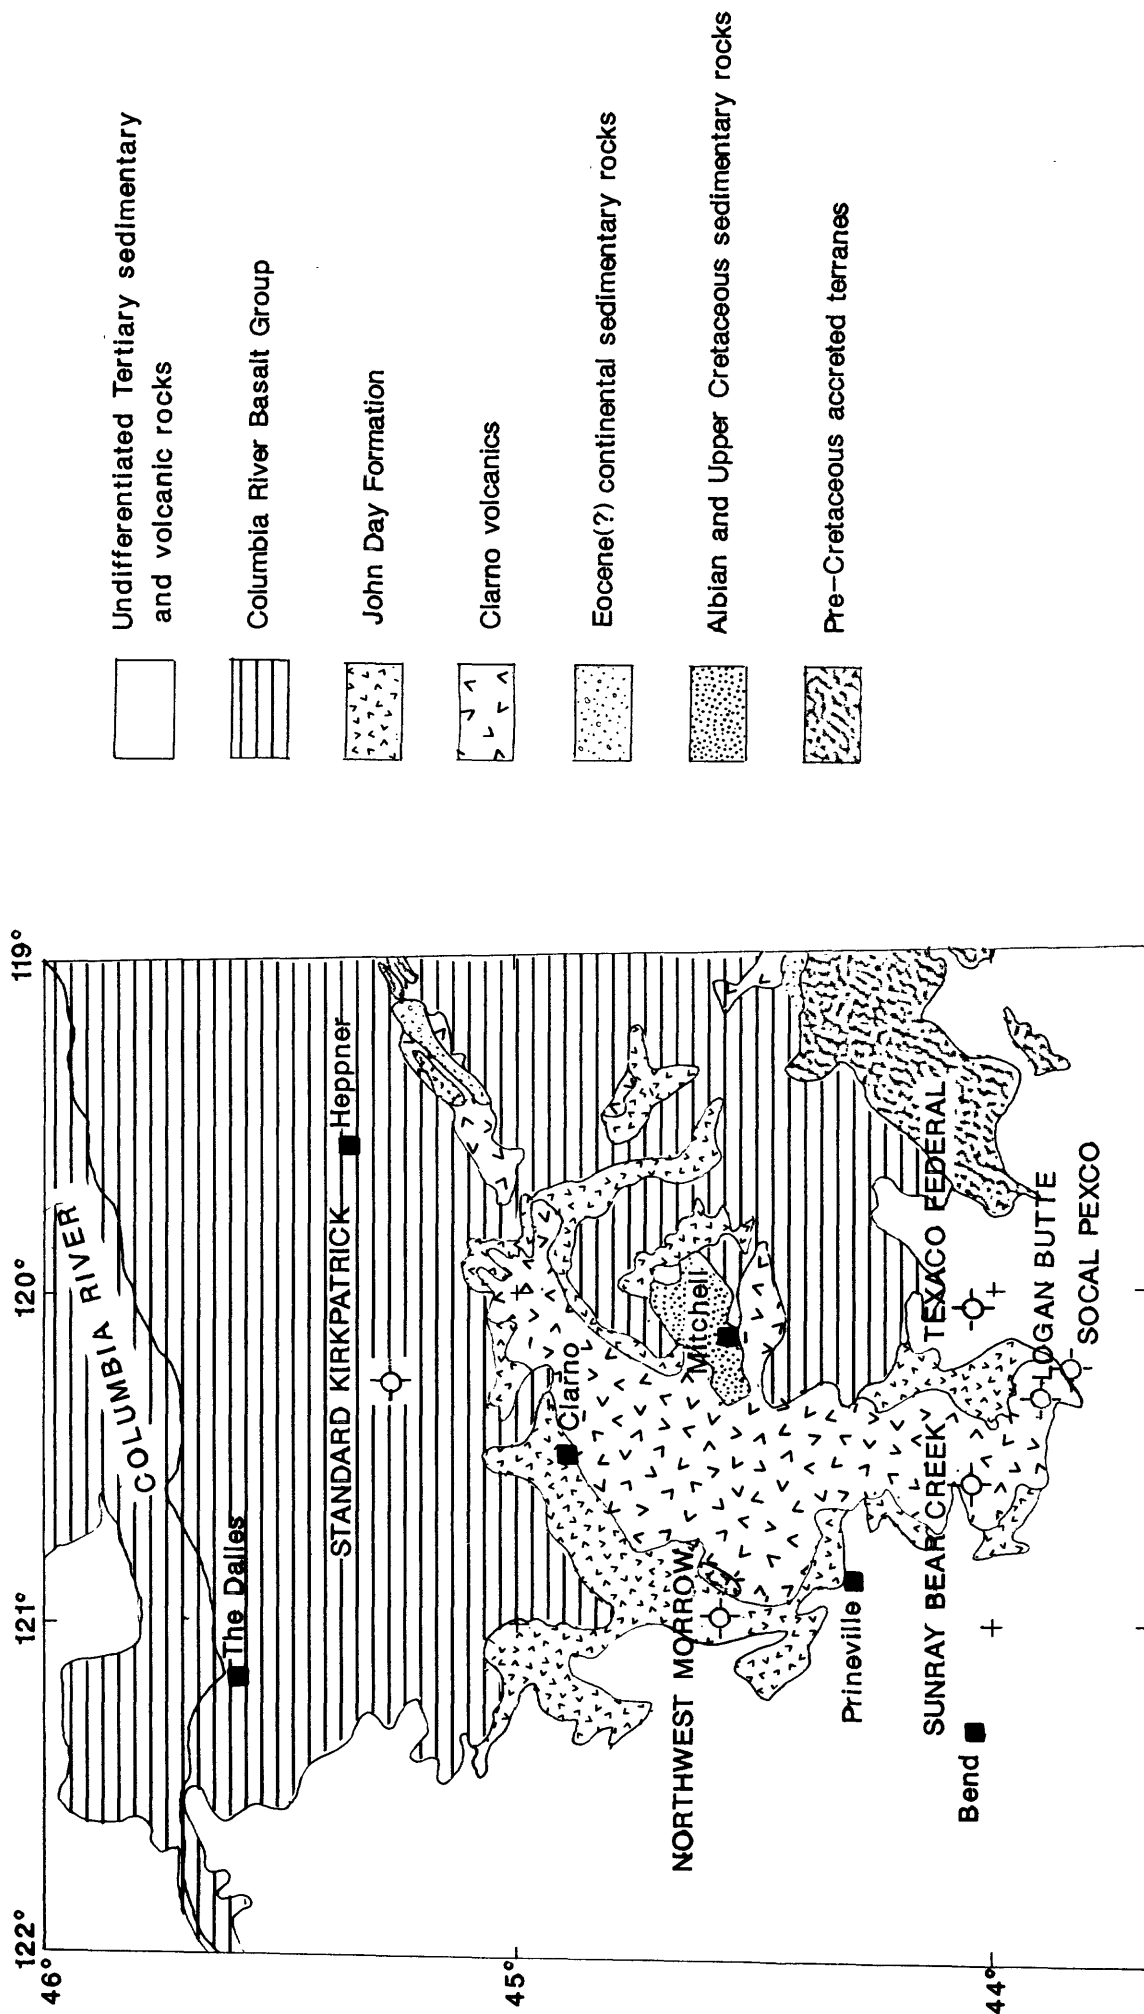 122°
121°
120°
119°
46°
45°
44°
COLUMBIA RIVER
The Dalles
STANDARD KIRKPATRICK
Heppner
Clarno
Mitchell
NORTHWEST MORROW
Prineville
SUNRAY BEAR CREEK
TEXACO FEDERAL
Bend
LOGAN BUTTE
SOCAL PEXCO
Undifferentiated Tertiary sedimentary
and volcanic rocks
Columbia River Basalt Group
John Day Formation
Clarno volcanics
Eocene(?) continental sedimentary rocks
Albian and Upper Cretaceous sedimentary rocks
Pre-Cretaceous accreted terranes